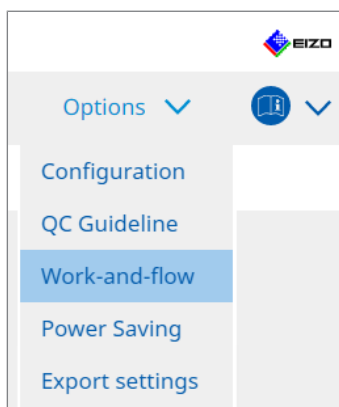 EIZO
Options
Configuration
QC Guideline
Work-and-flow
Power Saving
Export settings